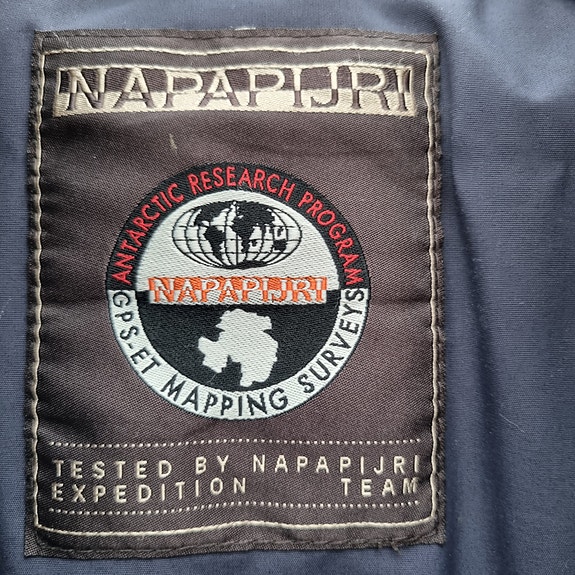 NAPAPIJRI
ANTARCTIC RESEARCH PROGRAM
NAPAPIJRI
GPS-ET MAPPING SURVEYS
TESTED BY NAPAPIJRI
EXPEDITION TEAM